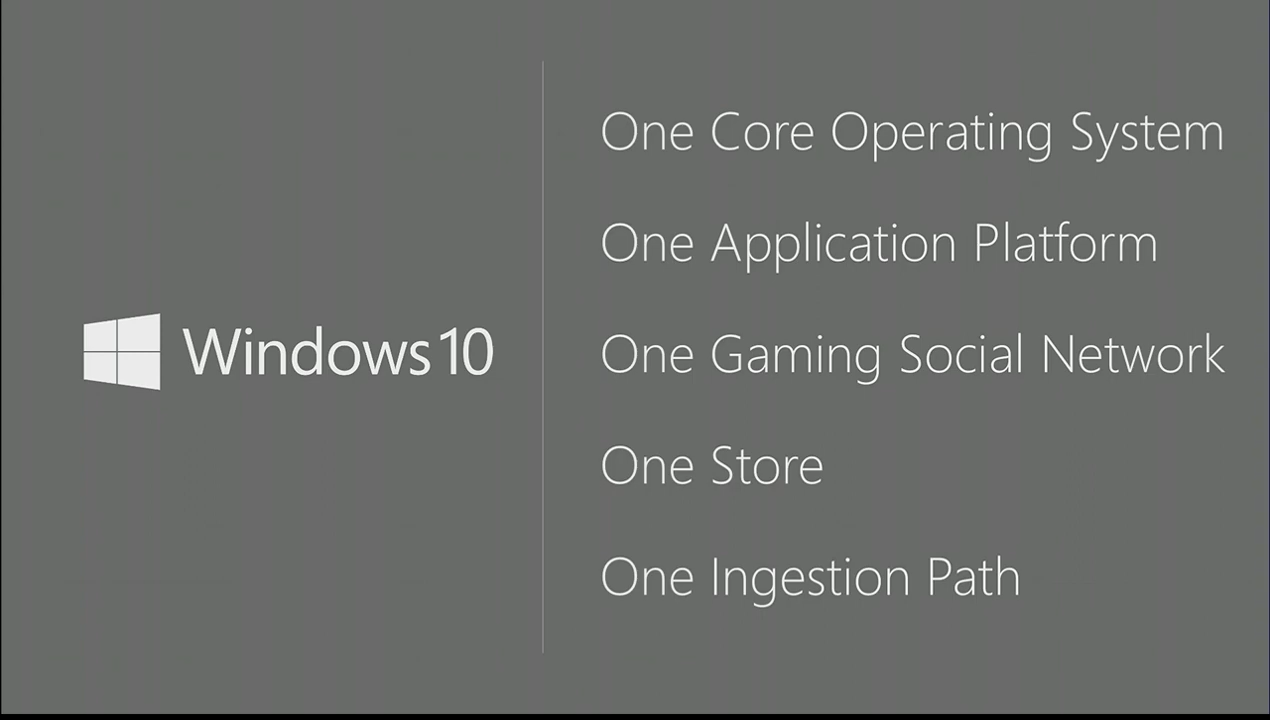 Windows 10
One Core Operating System
One Application Platform
One Gaming Social Network
One Store
One Ingestion Path